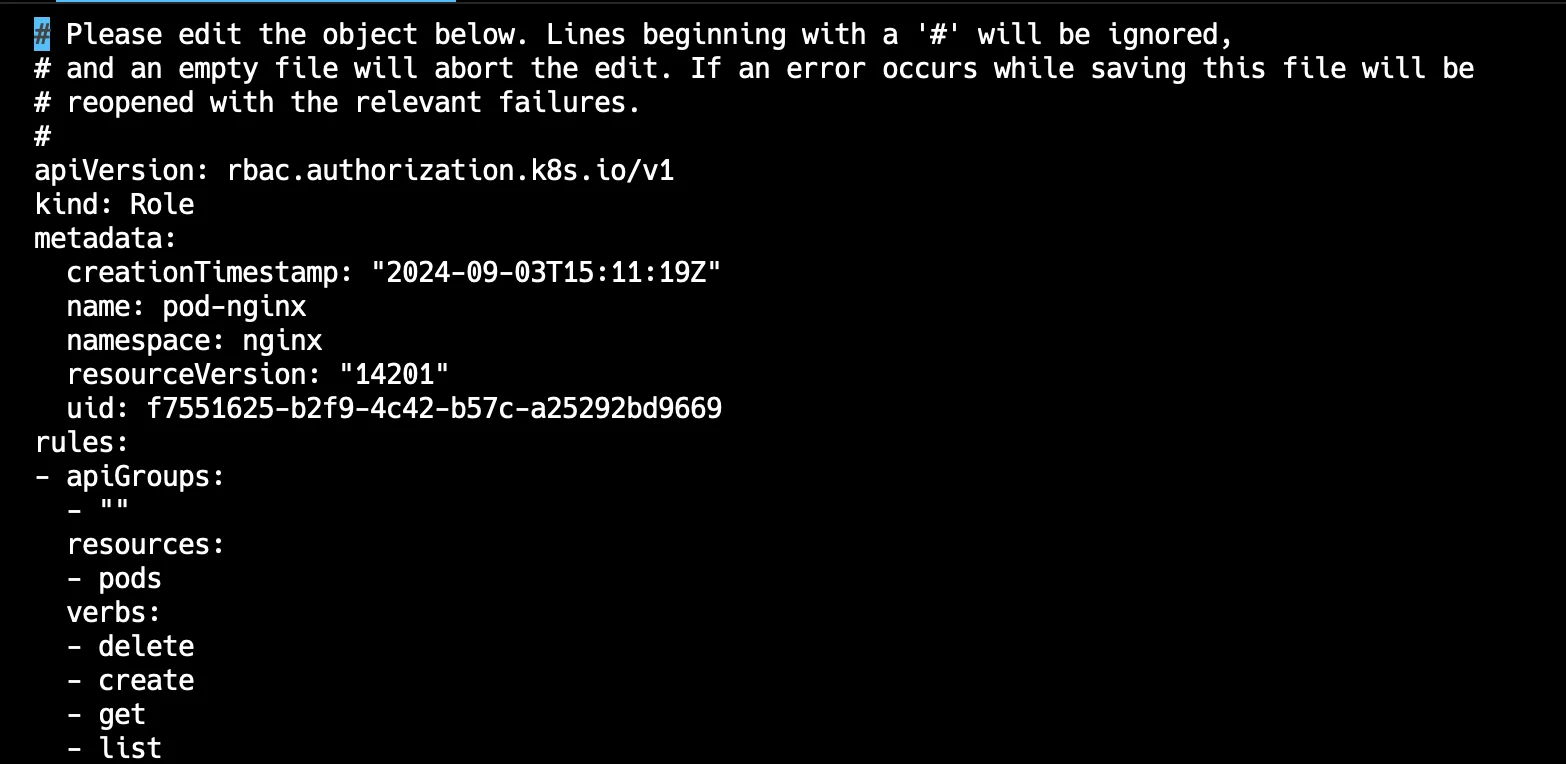 # Please edit the object below. Lines beginning with a '#' will be ignored,
# and an empty file will abort the edit. If an error occurs while saving this file will be
# reopened with the relevant failures.
#
apiVersion: rbac.authorization.k8s.io/v1
kind: Role
metadata:
  creationTimestamp: "2024-09-03T15:11:19Z"
  name: pod-nginx
  namespace: nginx
  resourceVersion: "14201"
  uid: f7551625-b2f9-4c42-b57c-a25292bd9669
rules:
- apiGroups:
  - ""
  resources:
  - pods
  verbs:
  - delete
  - create
  - get
  - list